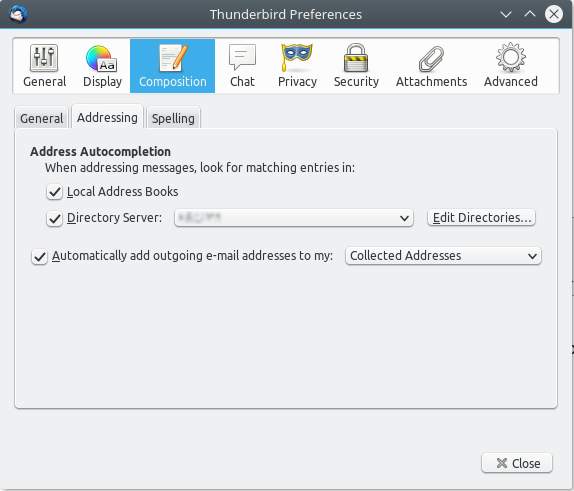 Thunderbird Preferences
General Display Composition Chat Privacy Security Attachments Advanced
General Addressing Spelling
Address Autocompletion
When addressing messages, look for matching entries in:
Local Address Books
Directory Server: Edit Directories...
Automatically add outgoing e-mail addresses to my: Collected Addresses
Close